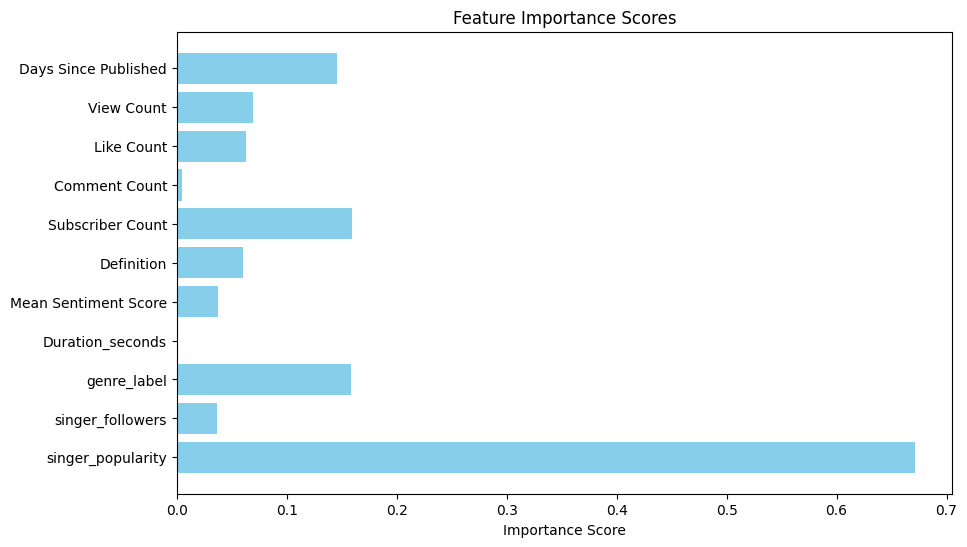 Feature Importance Scores
Days Since Published
View Count
Like Count
Comment Count
Subscriber Count
Definition
Mean Sentiment Score
Duration_seconds
genre_label
singer_followers
singer_popularity
0.0 0.1 0.2 0.3 0.4 0.5 0.6 0.7
Importance Score